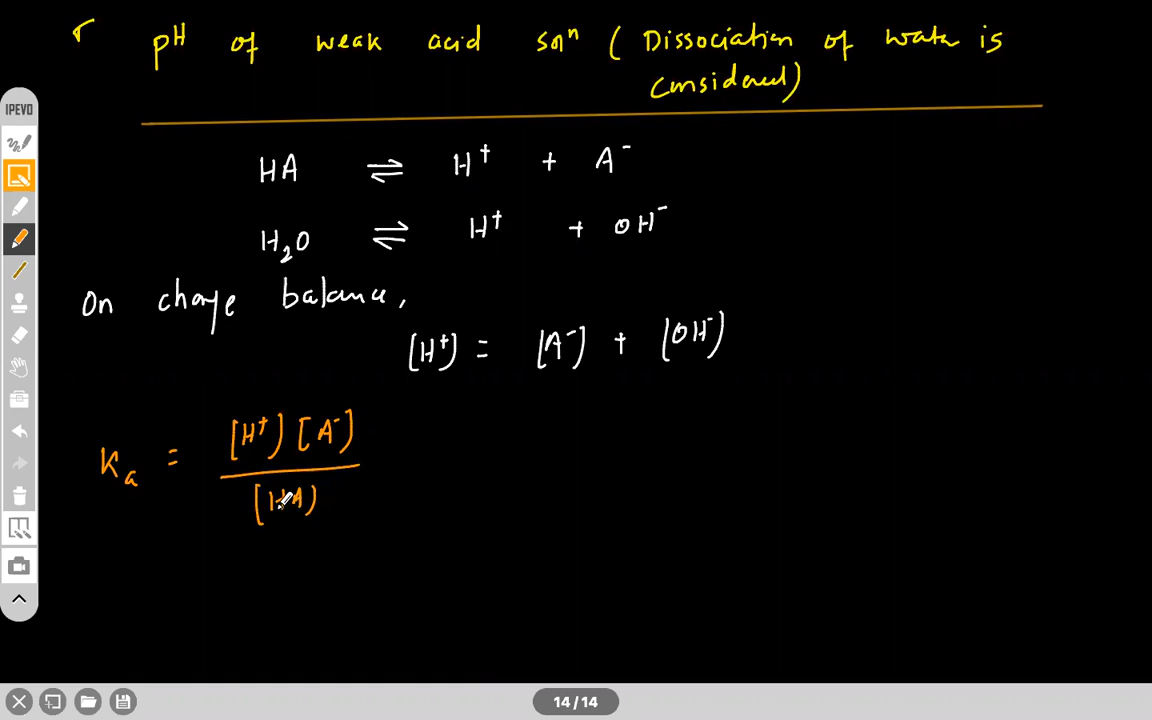 pH of weak acid solⁿ ( Dissociation of water is
considered)
HA ⇌ H⁺ + A⁻
H₂O ⇌ H⁺ + OH⁻
On charge balance,
[H⁺] = [A⁻] + [OH⁻]
Kₐ = [H⁺] [A⁻]
[HA]
IPEVO
14/14